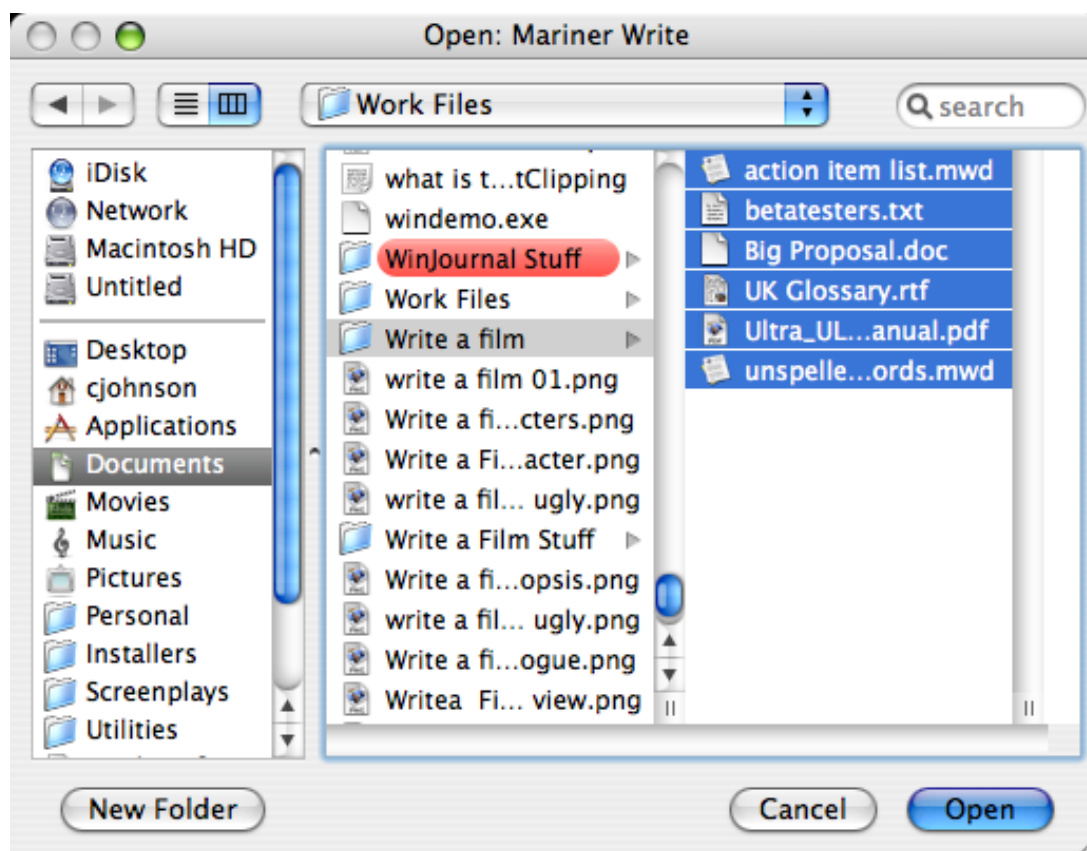 Open: Mariner Write
Work Files
search
iDisk
Network
Macintosh HD
Untitled
Desktop
cjohnson
Applications
Documents
Movies
Music
Pictures
Personal
Installers
Screenplays
Utilities
what is t...tClipping
windemo.exe
WinJournal Stuff
Work Files
Write a film
write a film 01.png
Write a fi...cters.png
Write a Fi...acter.png
write a fil... ugly.png
Write a Film Stuff
Write a fi...opsis.png
write a fil... ugly.png
Write a fi...ogue.png
Writea Fi... view.png
action item list.mwd
betatesters.txt
Big Proposal.doc
UK Glossary.rtf
Ultra_UL...anual.pdf
unspelle...ords.mwd
New Folder
Cancel
Open